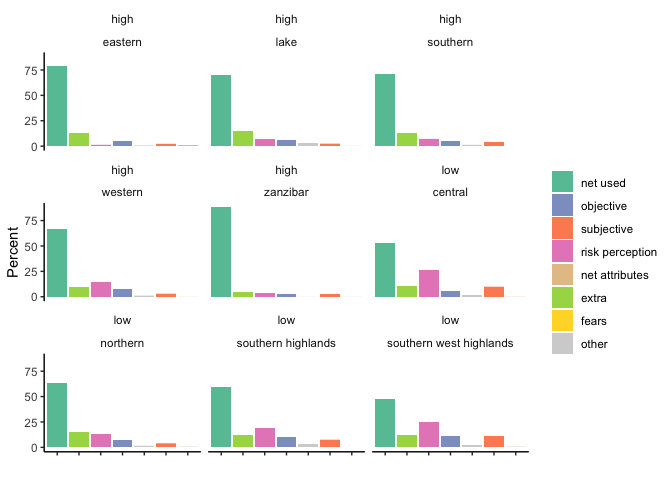 high high high
eastern lake southern
75
50
25
0
high high low
western zanzibar central
75
50
25
0
low low low
northern southern highlands southern west highlands
75
50
25
0
Percent
net used
objective
subjective
risk perception
net attributes
extra
fears
other